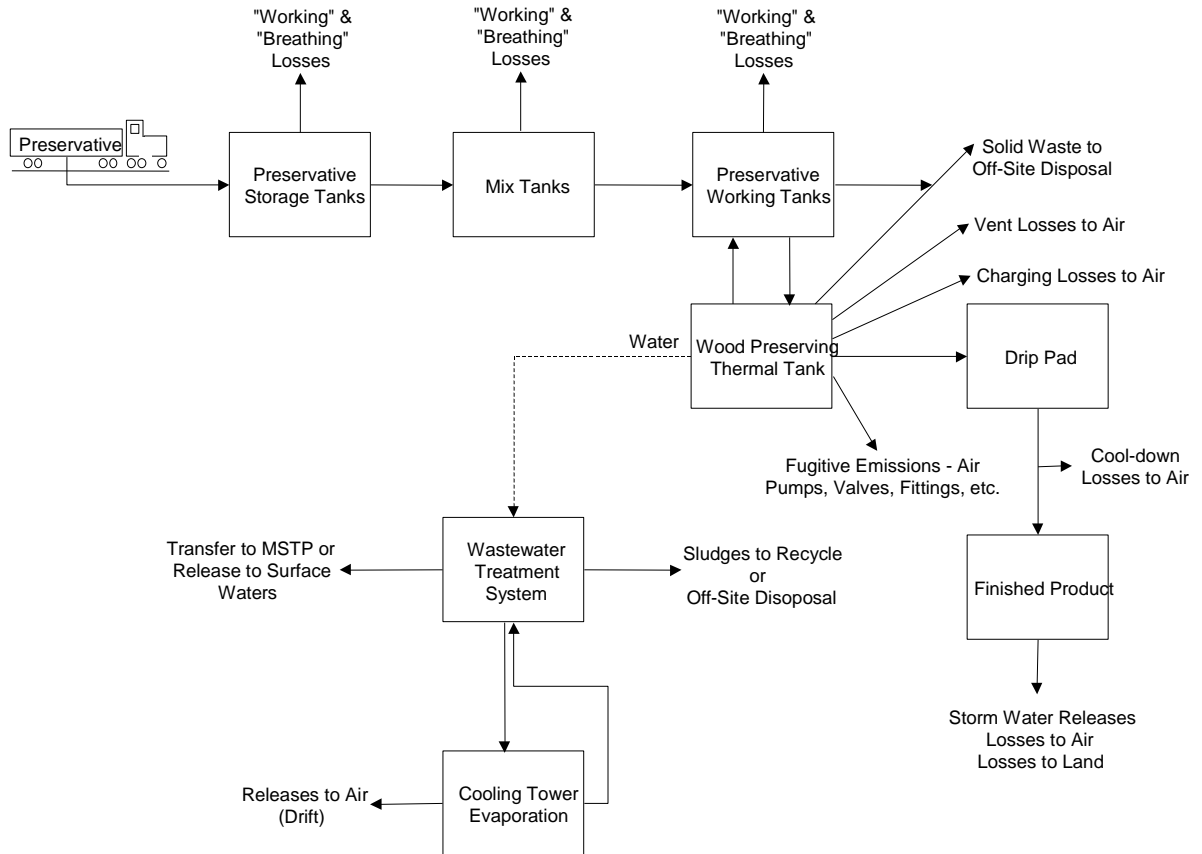 "Working" &
"Breathing"
Losses
"Working" &
"Breathing"
Losses
"Working" &
"Breathing"
Losses
Preservative
Preservative
Storage Tanks
Mix Tanks
Preservative
Working Tanks
Solid Waste to
Off-Site Disposal
Vent Losses to Air
Charging Losses to Air
Water
Wood Preserving
Thermal Tank
Drip Pad
Fugitive Emissions - Air
Pumps, Valves, Fittings, etc.
Cool-down
Losses to Air
Transfer to MSTP or
Release to Surface
Waters
Wastewater
Treatment
System
Sludges to Recycle
or
Off-Site Disoposal
Finished Product
Storm Water Releases
Losses to Air
Losses to Land
Releases to Air
(Drift)
Cooling Tower
Evaporation